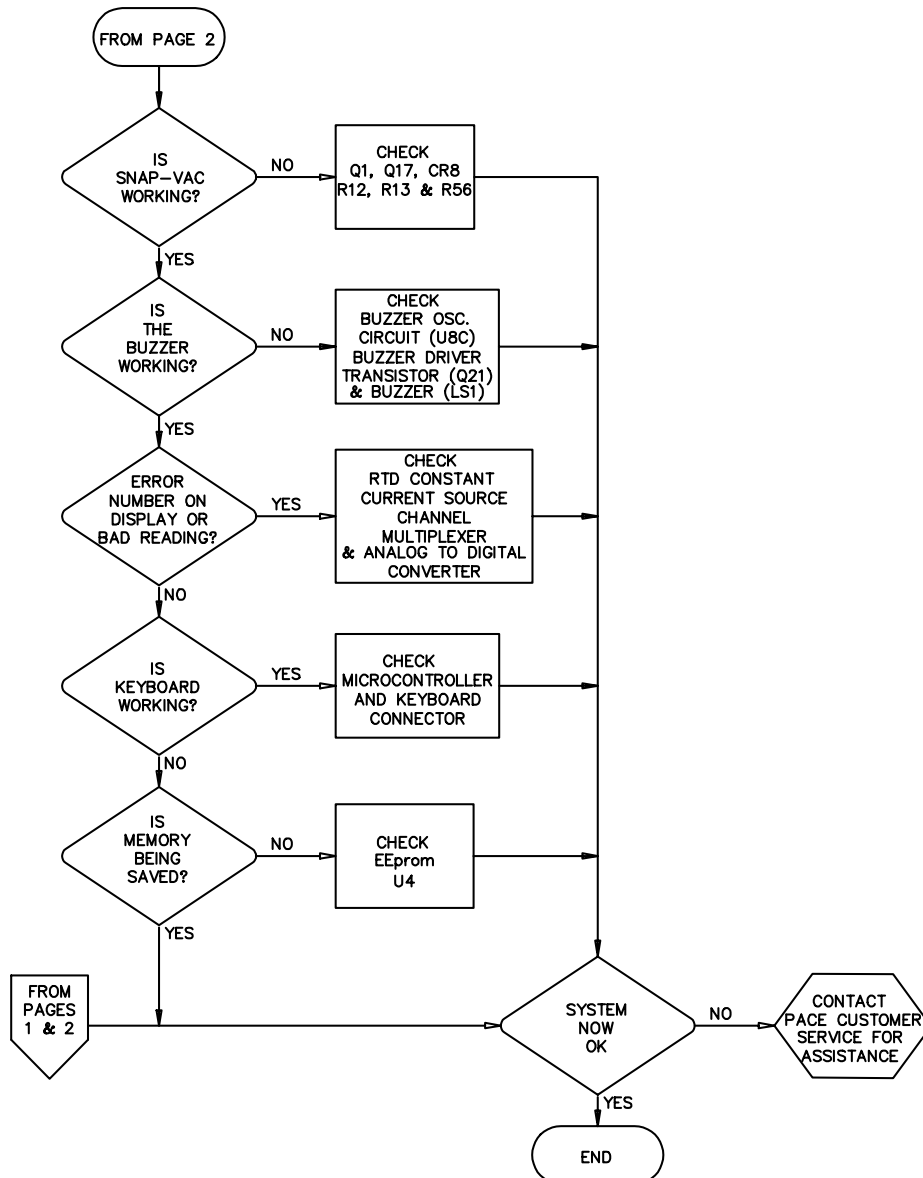 FROM PAGE 2
IS
SNAP-VAC
WORKING?
NO
CHECK
Q1, Q17, CR8
R12, R13 & R56
YES
IS
THE
BUZZER
WORKING?
NO
CHECK
BUZZER OSC.
CIRCUIT (U8C)
BUZZER DRIVER
TRANSISTOR (Q21)
& BUZZER (LS1)
YES
ERROR
NUMBER ON
DISPLAY OR
BAD READING?
YES
CHECK
RTD CONSTANT
CURRENT SOURCE
CHANNEL
MULTIPLEXER
& ANALOG TO DIGITAL
CONVERTER
NO
IS
KEYBOARD
WORKING?
YES
CHECK
MICROCONTROLLER
AND KEYBOARD
CONNECTOR
NO
IS
MEMORY
BEING
SAVED?
NO
CHECK
EEprom
U4
YES
FROM
PAGES
1 & 2
SYSTEM
NOW
OK
NO
CONTACT
PACE CUSTOMER
SERVICE FOR
ASSISTANCE
YES
END